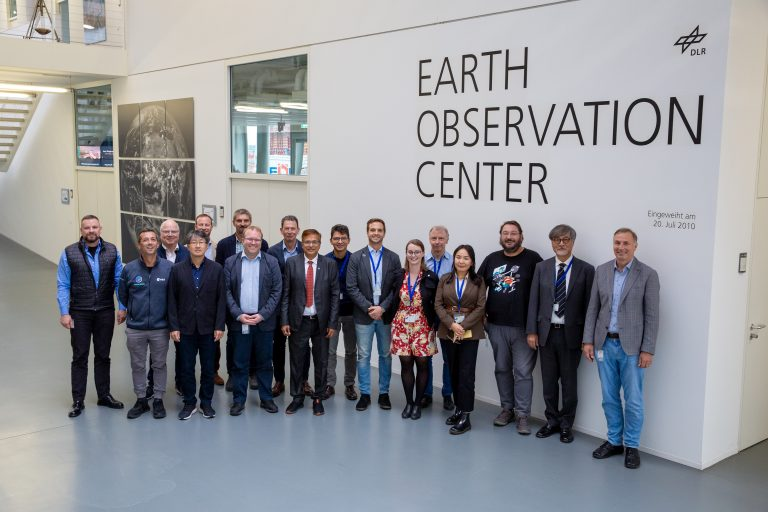 EARTH
OBSERVATION
CENTER
DLR
Eingeweiht am
20. Juli 2010